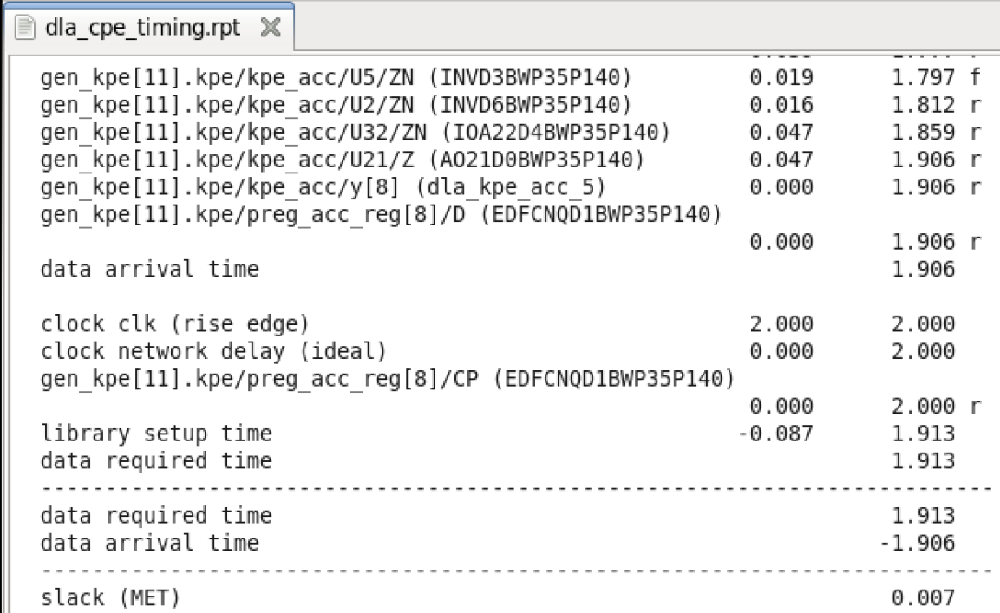 dla_cpe_timing.rpt
gen_kpe[11].kpe/kpe_acc/U5/ZN (INVD3BWP35P140) 0.019 1.797 f
gen_kpe[11].kpe/kpe_acc/U2/ZN (INVD6BWP35P140) 0.016 1.812 r
gen_kpe[11].kpe/kpe_acc/U32/ZN (IOA22D4BWP35P140) 0.047 1.859 r
gen_kpe[11].kpe/kpe_acc/U21/Z (AO21D0BWP35P140) 0.047 1.906 r
gen_kpe[11].kpe/kpe_acc/y[8] (dla_kpe_acc_5) 0.000 1.906 r
gen_kpe[11].kpe/preg_acc_reg[8]/D (EDFCNQD1BWP35P140)
0.000 1.906 r
data arrival time 1.906
clock clk (rise edge) 2.000 2.000
clock network delay (ideal) 0.000 2.000
gen_kpe[11].kpe/preg_acc_reg[8]/CP (EDFCNQD1BWP35P140)
0.000 2.000 r
library setup time -0.087 1.913
data required time 1.913
--------------------------------------------------------------------------
data required time 1.913
data arrival time -1.906
--------------------------------------------------------------------------
slack (MET) 0.007